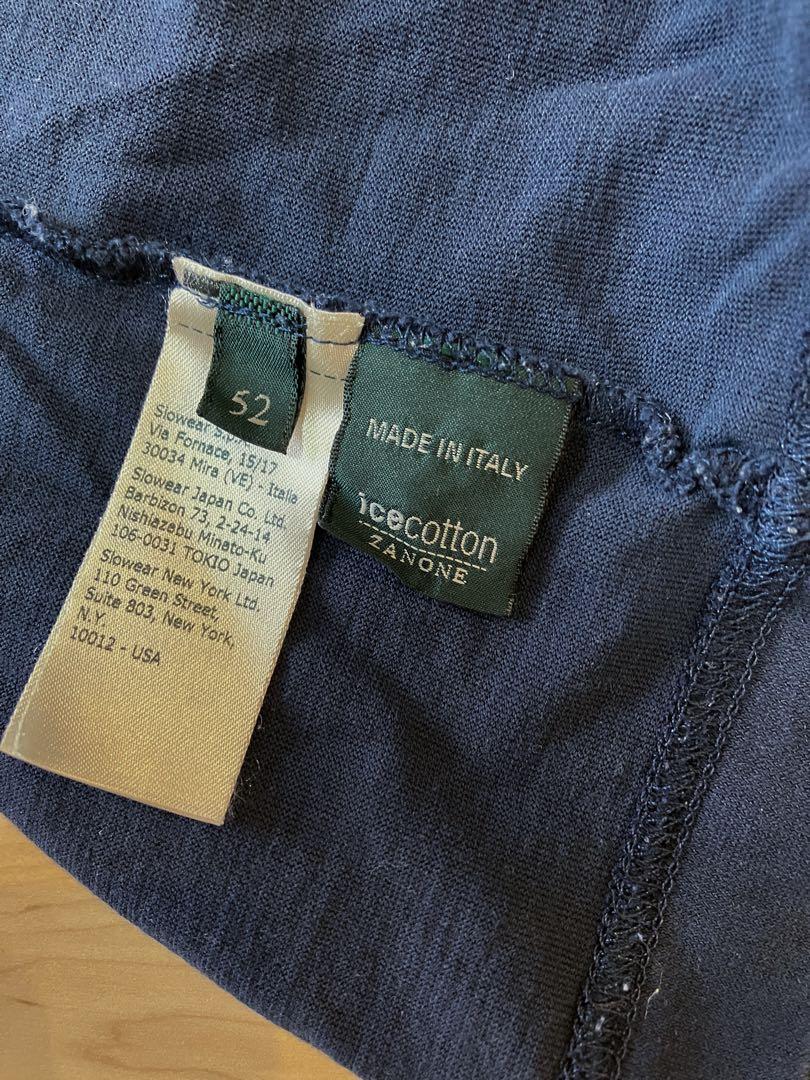 52
Slowear
Via Fornace, 15/17
30034 Mira (VE) - Italia
Slowear Japan Co. Ltd.
Barbizon 73, 2-24-14
Nishiazabu Minato-Ku
106-0031 TOKIO Japan
Slowear New York Ltd.
110 Green Street,
Suite 803, New York,
N.Y.
10012 - USA
MADE IN ITALY
icecotton
ZANONE